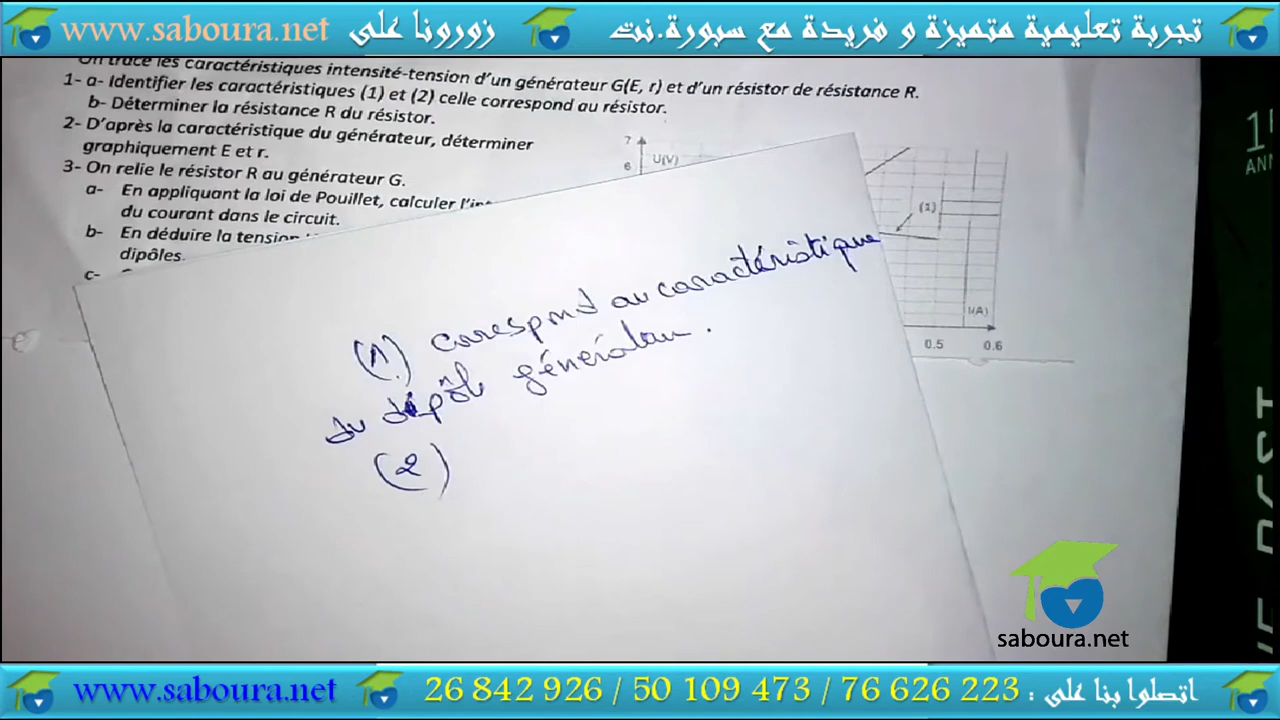 www.saboura.net زورونا على تجربة تعليمية متميزة و فريدة مع سبورة.نت
On trace les caractéristiques intensité-tension d'un générateur G(E, r) et d'un résistor de résistance R.
1- a- Identifier les caractéristiques (1) et (2) celle correspond au résistor.
b- Déterminer la résistance R du résistor.
2- D'après la caractéristique du générateur, déterminer
graphiquement E et r.
3- On relie le résistor R au générateur G.
a- En appliquant la loi de Pouillet, calculer l'int
du courant dans le circuit.
b- En déduire la tension
dipôles.
c-
7
U(V)
6
(1)
I(A)
0.5 0.6
(1) corespond au caractéristique
du dipôle générateur.
(2)
saboura.net
www.saboura.net 26 842 926 / 50 109 473 / 76 626 223 : اتصلوا بنا على